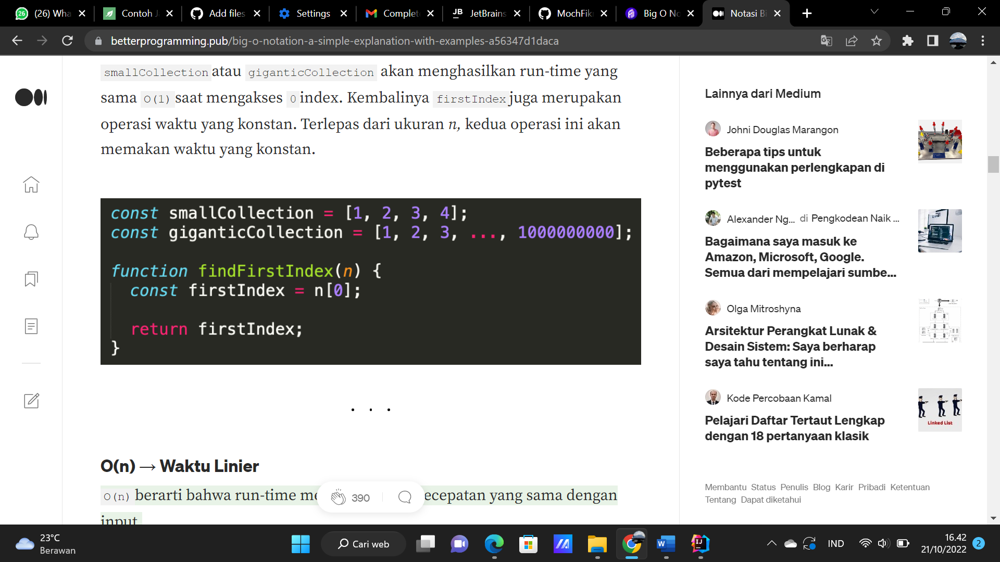 (26) Wha
Contoh J
Add files
Settings
Complet
JetBrains
MochFik
Big O No
Notasi Bi
betterprogramming.pub/big-o-notation-a-simple-explanation-with-examples-a56347d1daca
smallCollection atau giganticCollection akan menghasilkan run-time yang
sama O(1) saat mengakses 0 index. Kembalinya firstIndex juga merupakan
operasi waktu yang konstan. Terlepas dari ukuran n, kedua operasi ini akan
memakan waktu yang konstan.
const smallCollection = [1, 2, 3, 4];
const giganticCollection = [1, 2, 3, ..., 1000000000];
function findFirstIndex(n) {
const firstIndex = n[0];
return firstIndex;
}
. . .
O(n) → Waktu Linier
O(n) berarti bahwa run-time me
ecepatan yang sama dengan
input.
390
Lainnya dari Medium
Johni Douglas Marangon
Beberapa tips untuk
menggunakan perlengkapan di
pytest
Alexander Ng... di Pengkodean Naik ...
Bagaimana saya masuk ke
Amazon, Microsoft, Google.
Semua dari mempelajari sumbe...
Olga Mitroshyna
Arsitektur Perangkat Lunak &
Desain Sistem: Saya berharap
saya tahu tentang ini...
Kode Percobaan Kamal
Pelajari Daftar Tertaut Lengkap
dengan 18 pertanyaan klasik
Linked List
Membantu Status Penulis Blog Karir Pribadi Ketentuan
Tentang Dapat diketahui
23°C
Berawan
Cari web
IND
16.42
21/10/2022
2